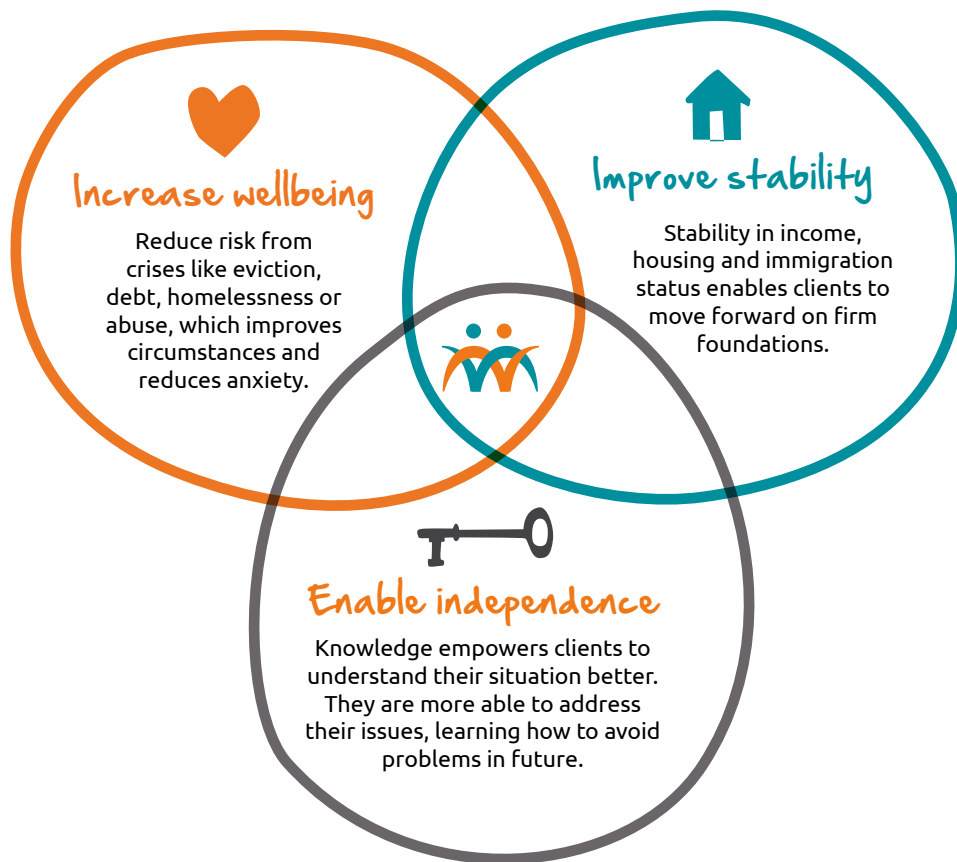 Increase wellbeing
Reduce risk from
crises like eviction,
debt, homelessness or
abuse, which improves
circumstances and
reduces anxiety.
Improve stability
Stability in income,
housing and immigration
status enables clients to
move forward on firm
foundations.
Enable independence
Knowledge empowers clients to
understand their situation better.
They are more able to address
their issues, learning how to avoid
problems in future.